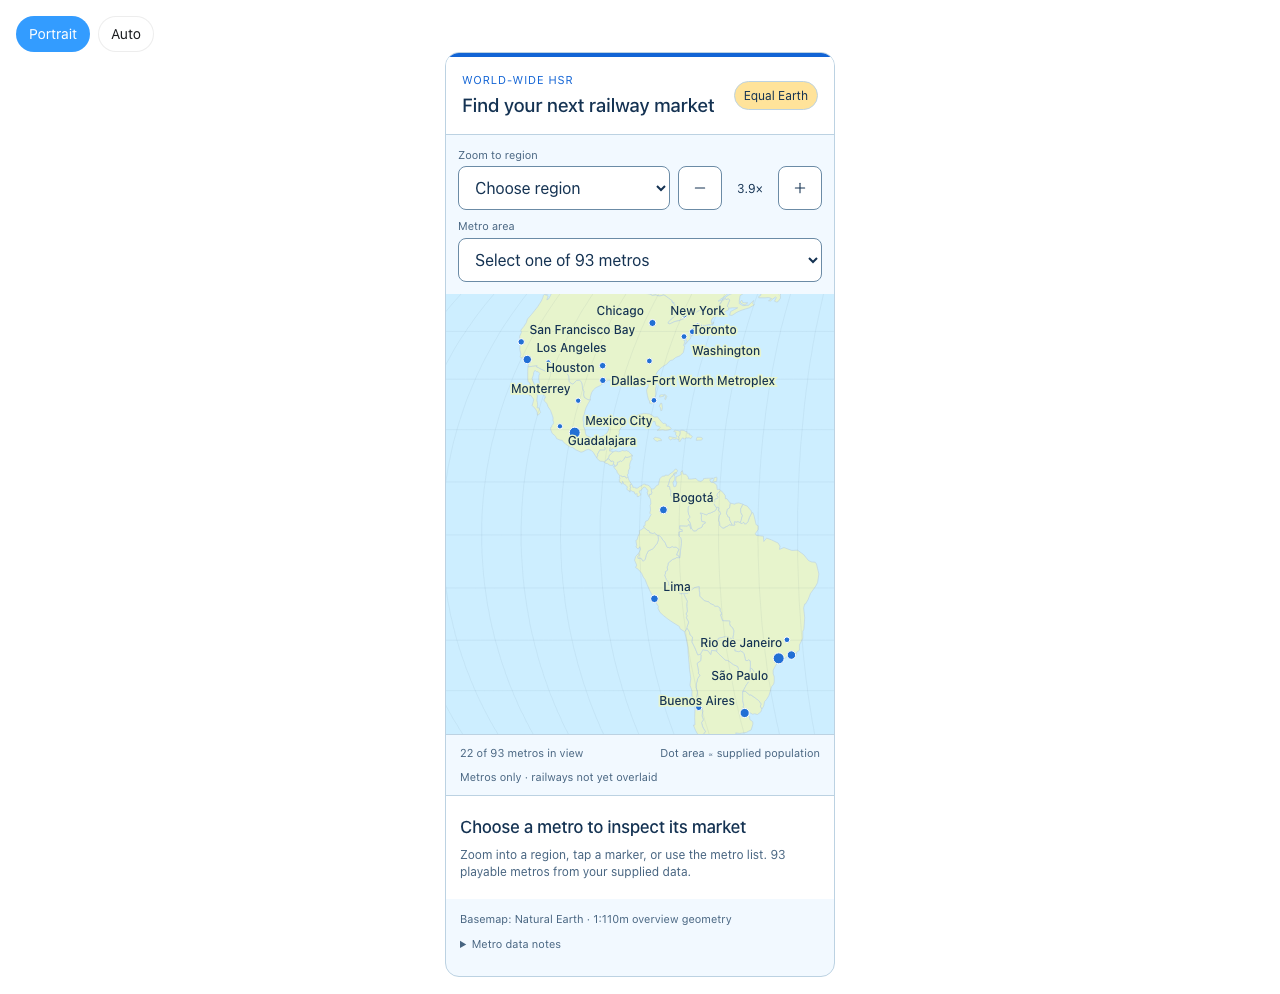 Portrait
Auto
WORLD-WIDE HSR
Find your next railway market
Equal Earth
Zoom to region
Choose region
−
3.9×
+
Metro area
Select one of 93 metros
Chicago
New York
San Francisco Bay
Toronto
Los Angeles
Washington
Houston
Dallas-Fort Worth Metroplex
Monterrey
Mexico City
Guadalajara
Bogotá
Lima
Rio de Janeiro
São Paulo
Buenos Aires
22 of 93 metros in view
Dot area ∝ supplied population
Metros only · railways not yet overlaid
Choose a metro to inspect its market
Zoom into a region, tap a marker, or use the metro list. 93
playable metros from your supplied data.
Basemap: Natural Earth · 1:110m overview geometry
Metro data notes